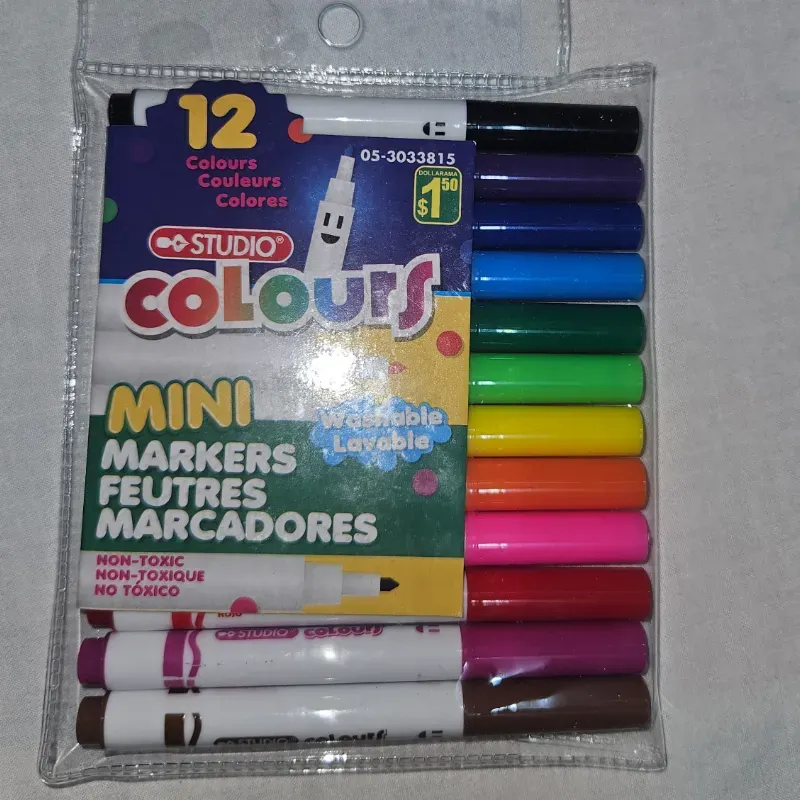 12
Colours
Couleurs
Colores
05-3033815
DOLLARAMA
$1.50
STUDIO®
COLOURS
MINI
MARKERS
FEUTRES
MARCADORES
Washable
Lavable
NON-TOXIC
NON-TOXIQUE
NO TÓXICO
ROJO
STUDIO COLOURS
STUDIO COLOURS